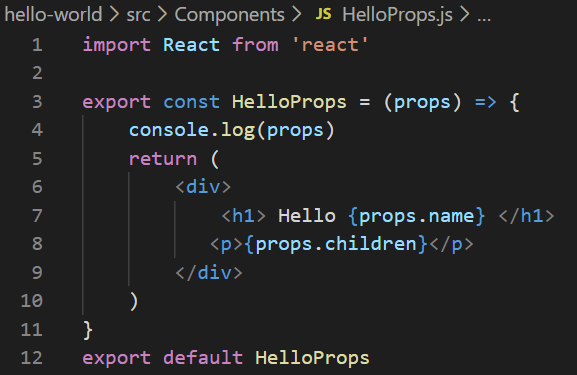 hello-world > src > Components > JS HelloProps.js > ...
1 import React from 'react'
2
3 export const HelloProps = (props) => {
4 console.log(props)
5 return (
6 <div>
7 <h1> Hello {props.name} </h1>
8 <p>{props.children}</p>
9 </div>
10 )
11 }
12 export default HelloProps